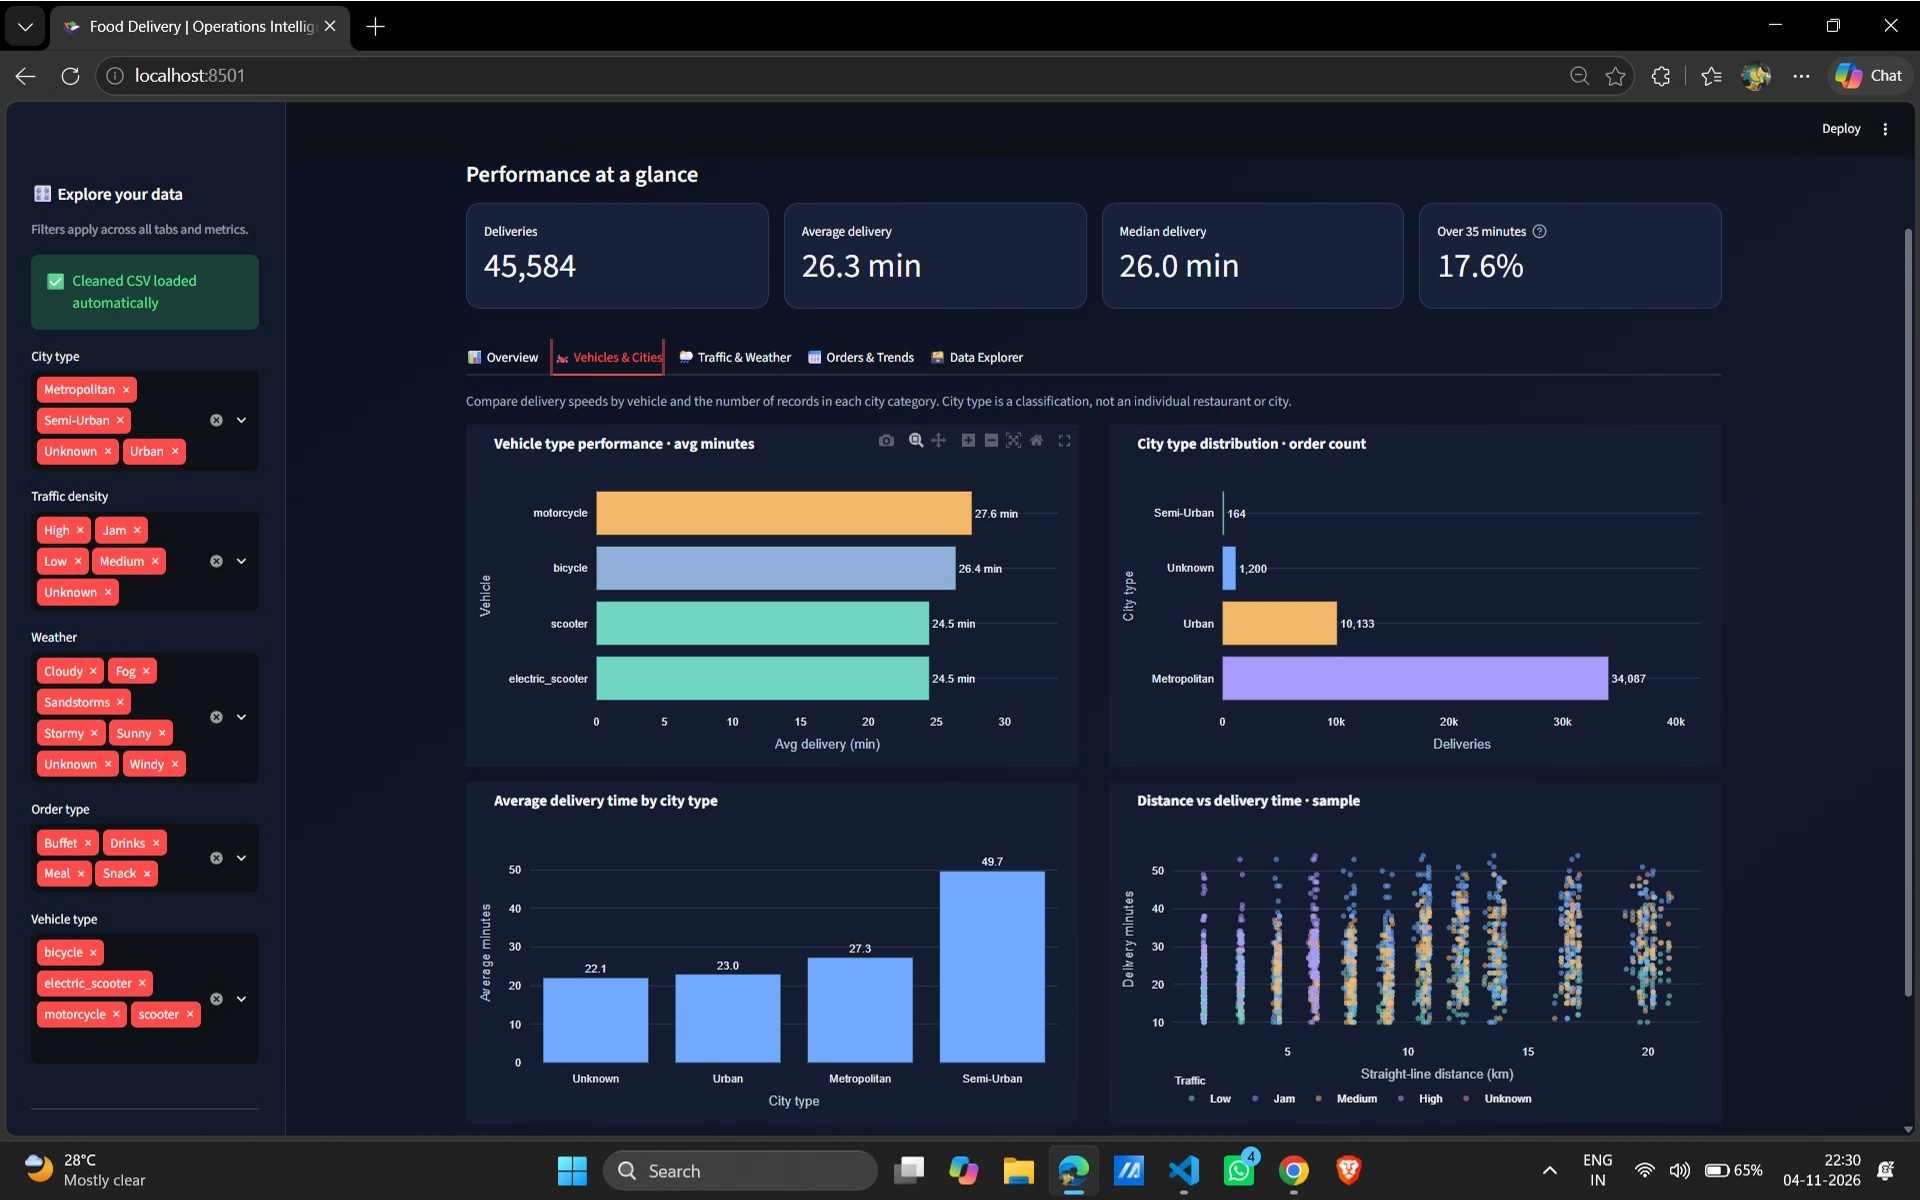 Food Delivery | Operations Intellig
localhost:8501
Chat
Deploy
Explore your data
Filters apply across all tabs and metrics.
Cleaned CSV loaded
automatically
City type
Metropolitan ×
Semi-Urban ×
Unknown × Urban ×
Traffic density
High × Jam ×
Low × Medium ×
Unknown ×
Weather
Cloudy × Fog ×
Sandstorms ×
Stormy × Sunny ×
Unknown × Windy ×
Order type
Buffet × Drinks ×
Meal × Snack ×
Vehicle type
bicycle ×
electric_scooter ×
motorcycle × scooter ×
Performance at a glance
Deliveries
45,584
Average delivery
26.3 min
Median delivery
26.0 min
Over 35 minutes
17.6%
Overview Vehicles & Cities Traffic & Weather Orders & Trends Data Explorer
Compare delivery speeds by vehicle and the number of records in each city category. City type is a classification, not an individual restaurant or city.
Vehicle type performance · avg minutes
Vehicle
motorcycle 27.6 min
bicycle 26.4 min
scooter 24.5 min
electric_scooter 24.5 min
0 5 10 15 20 25 30
Avg delivery (min)
City type distribution · order count
City type
Semi-Urban 164
Unknown 1,200
Urban 10,133
Metropolitan 34,087
0 10k 20k 30k 40k
Deliveries
Average delivery time by city type
Average minutes
50
40
30
20
10
0
22.1 23.0 27.3 49.7
Unknown Urban Metropolitan Semi-Urban
City type
Distance vs delivery time · sample
Delivery minutes
50
40
30
20
10
5 10 15 20
Straight-line distance (km)
Traffic
Low Jam Medium High Unknown
28°C
Mostly clear
Search
4
ENG
IN
65%
22:30
04-11-2026